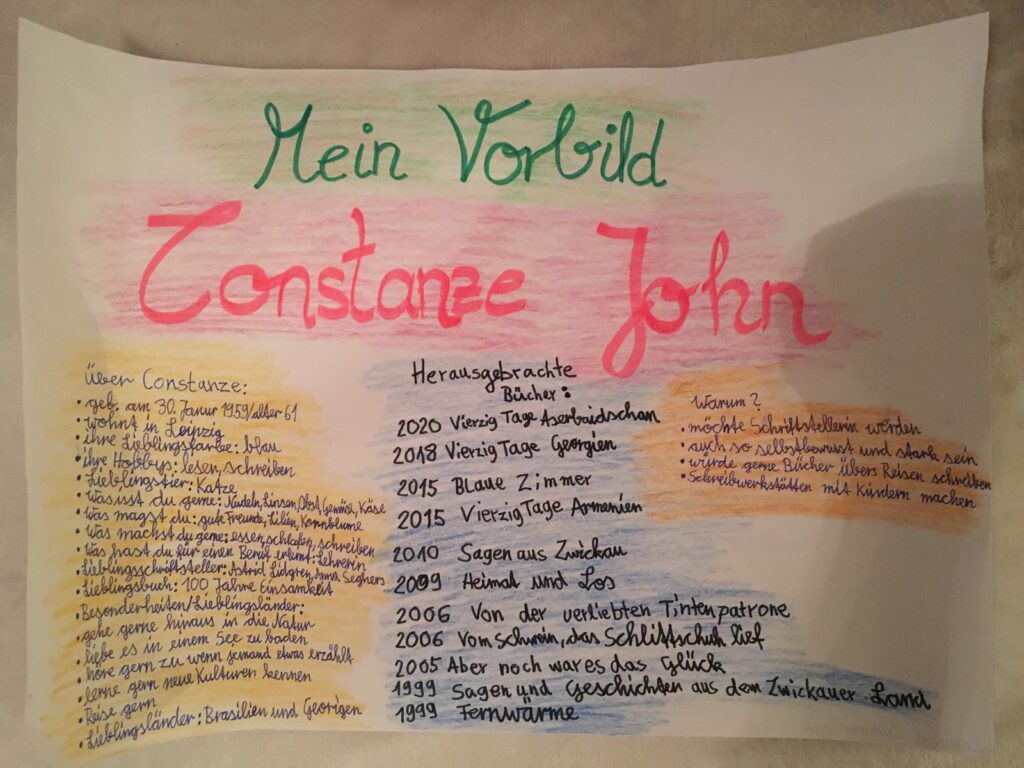 Mein Vorbild
Constanze John
über Constanze:
• geb. am 30. Janur 1959/alter 61
• wohnt in Leipzig
• ihre Lieblingsfarbe: blau
• ihre Hobbys: lesen, schreiben
• Lieblingstier: Katze
• Was isst du gerne: Nudeln, Linsen, Obst, Gemüse, Käse
• was magst du: gute Freunde, Lilien, Kornblume
• was machst du gerne: essen, schlafen, schreiben
• was hast du für einen Beruf erlernt: Lehrerin
• Lieblingsschriftsteller: Astrid Lidgren, Anna Seghers
• Lieblingsbuch: 100 Jahre Einsamkeit
Besonderheiten/Lieblingsländer:
• gehe gerne hinaus in die Natur
• liebe es in einem See zu baden
• höre gern zu wenn jemand etwas erzählt
• lerne gern neue Kulturen kennen
• Reise gern
• Lieblingsländer: Brasilien und Georigen
Herausgebrachte
Bücher:
2020 Vierzig Tage Aserbaidschan
2018 Vierzig Tage Georgien
2015 Blaue Zimmer
2015 Vierzig Tage Armenien
2010 Sagen aus Zwickau
2009 Heimat und Los
2006 Von der verliebten Tintenpatrone
2006 Vom Schwein, das Schlittschuh lief
2005 Aber noch war es das Glück
1999 Sagen und Geschichten aus dem Zwickauer Land
1999 Fernwärme
Warum?
• möchte Schriftstellerin werden
• auch so selbstbewust und stark sein
• würde gerne Bücher übers Reisen schreiben
• Schreibwerkstätten mit Kindern machen